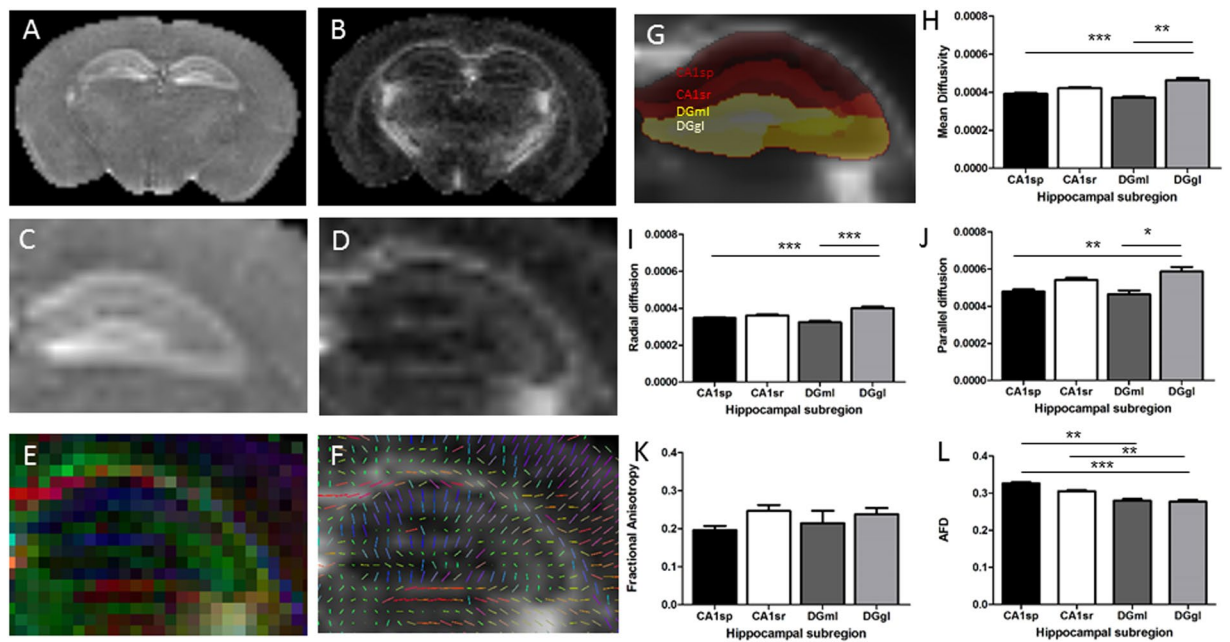 A
B
C
D
E
F
G
CA1sp
CA1sr
DGml
DGgl
H
0.0008
0.0006
0.0004
0.0002
0.0000
Mean Diffusivity
***
**
CA1sp CA1sr DGml DGgl
Hippocampal subregion
I
0.0008
0.0006
0.0004
0.0002
0.0000
Radial diffusion
***
***
CA1sp CA1sr DGml DGgl
Hippocampal subregion
J
0.0008
0.0006
0.0004
0.0002
0.0000
Parallel diffusion
**
*
CA1sp CA1sr DGml DGgl
Hippocampal subregion
K
0.4
0.3
0.2
0.1
0.0
Fractional Anisotropy
CA1sp CA1sr DGml DGgl
Hippocampal subregion
L
0.4
0.3
0.2
0.1
0.0
AFD
**
**
***
CA1sp CA1sr DGml DGgl
Hippocampal subregion